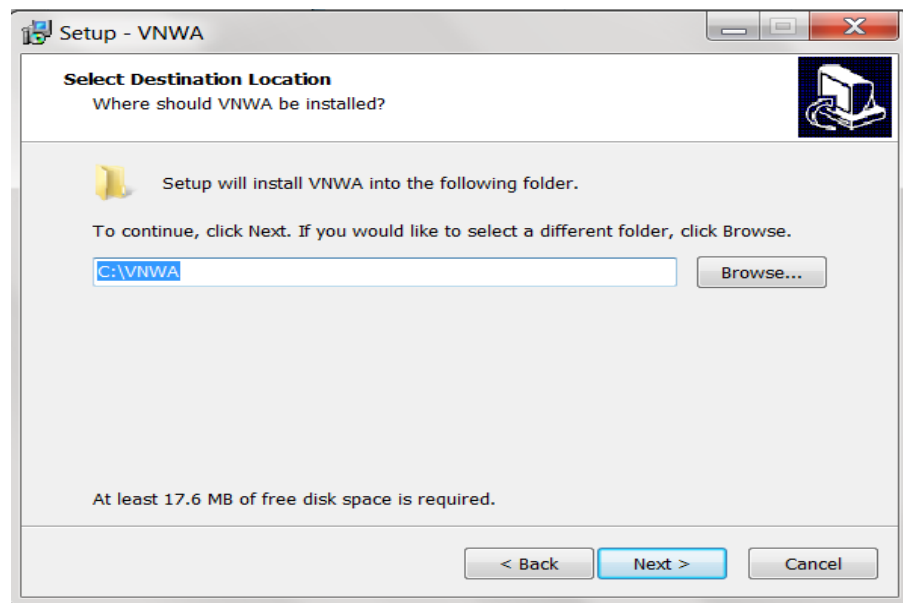 Setup - VNWA
Select Destination Location
Where should VNWA be installed?
Setup will install VNWA into the following folder.
To continue, click Next. If you would like to select a different folder, click Browse.
C:\VNWA
Browse...
At least 17.6 MB of free disk space is required.
< Back
Next >
Cancel